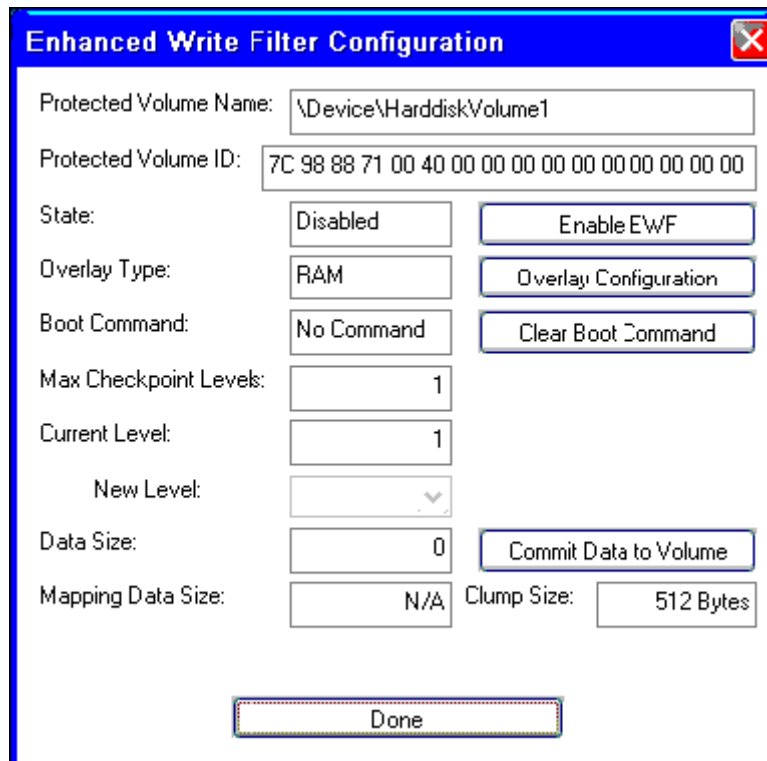 Enhanced Write Filter Configuration
Protected Volume Name: \Device\HarddiskVolume1
Protected Volume ID: 7C 98 88 71 00 40 00 00 00 00 00 00 00 00 00 00
State: Disabled Enable EWF
Overlay Type: RAM Overlay Configuration
Boot Command: No Command Clear Boot Command
Max Checkpoint Levels: 1
Current Level: 1
New Level:
Data Size: 0 Commit Data to Volume
Mapping Data Size: N/A Clump Size: 512 Bytes
Done